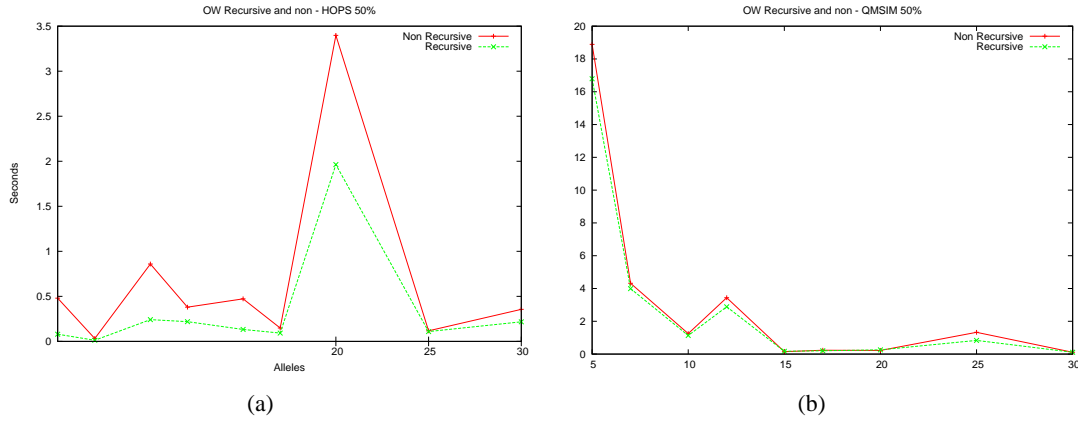 OW Recursive and non - HOPS 50%
Non Recursive
Recursive
3.5
3
2.5
2
1.5
1
0.5
0
Seconds
20
25
30
Alleles
(a)
OW Recursive and non - QMSIM 50%
Non Recursive
Recursive
20
18
16
14
12
10
8
6
4
2
0
5
10
15
20
25
30
(b)